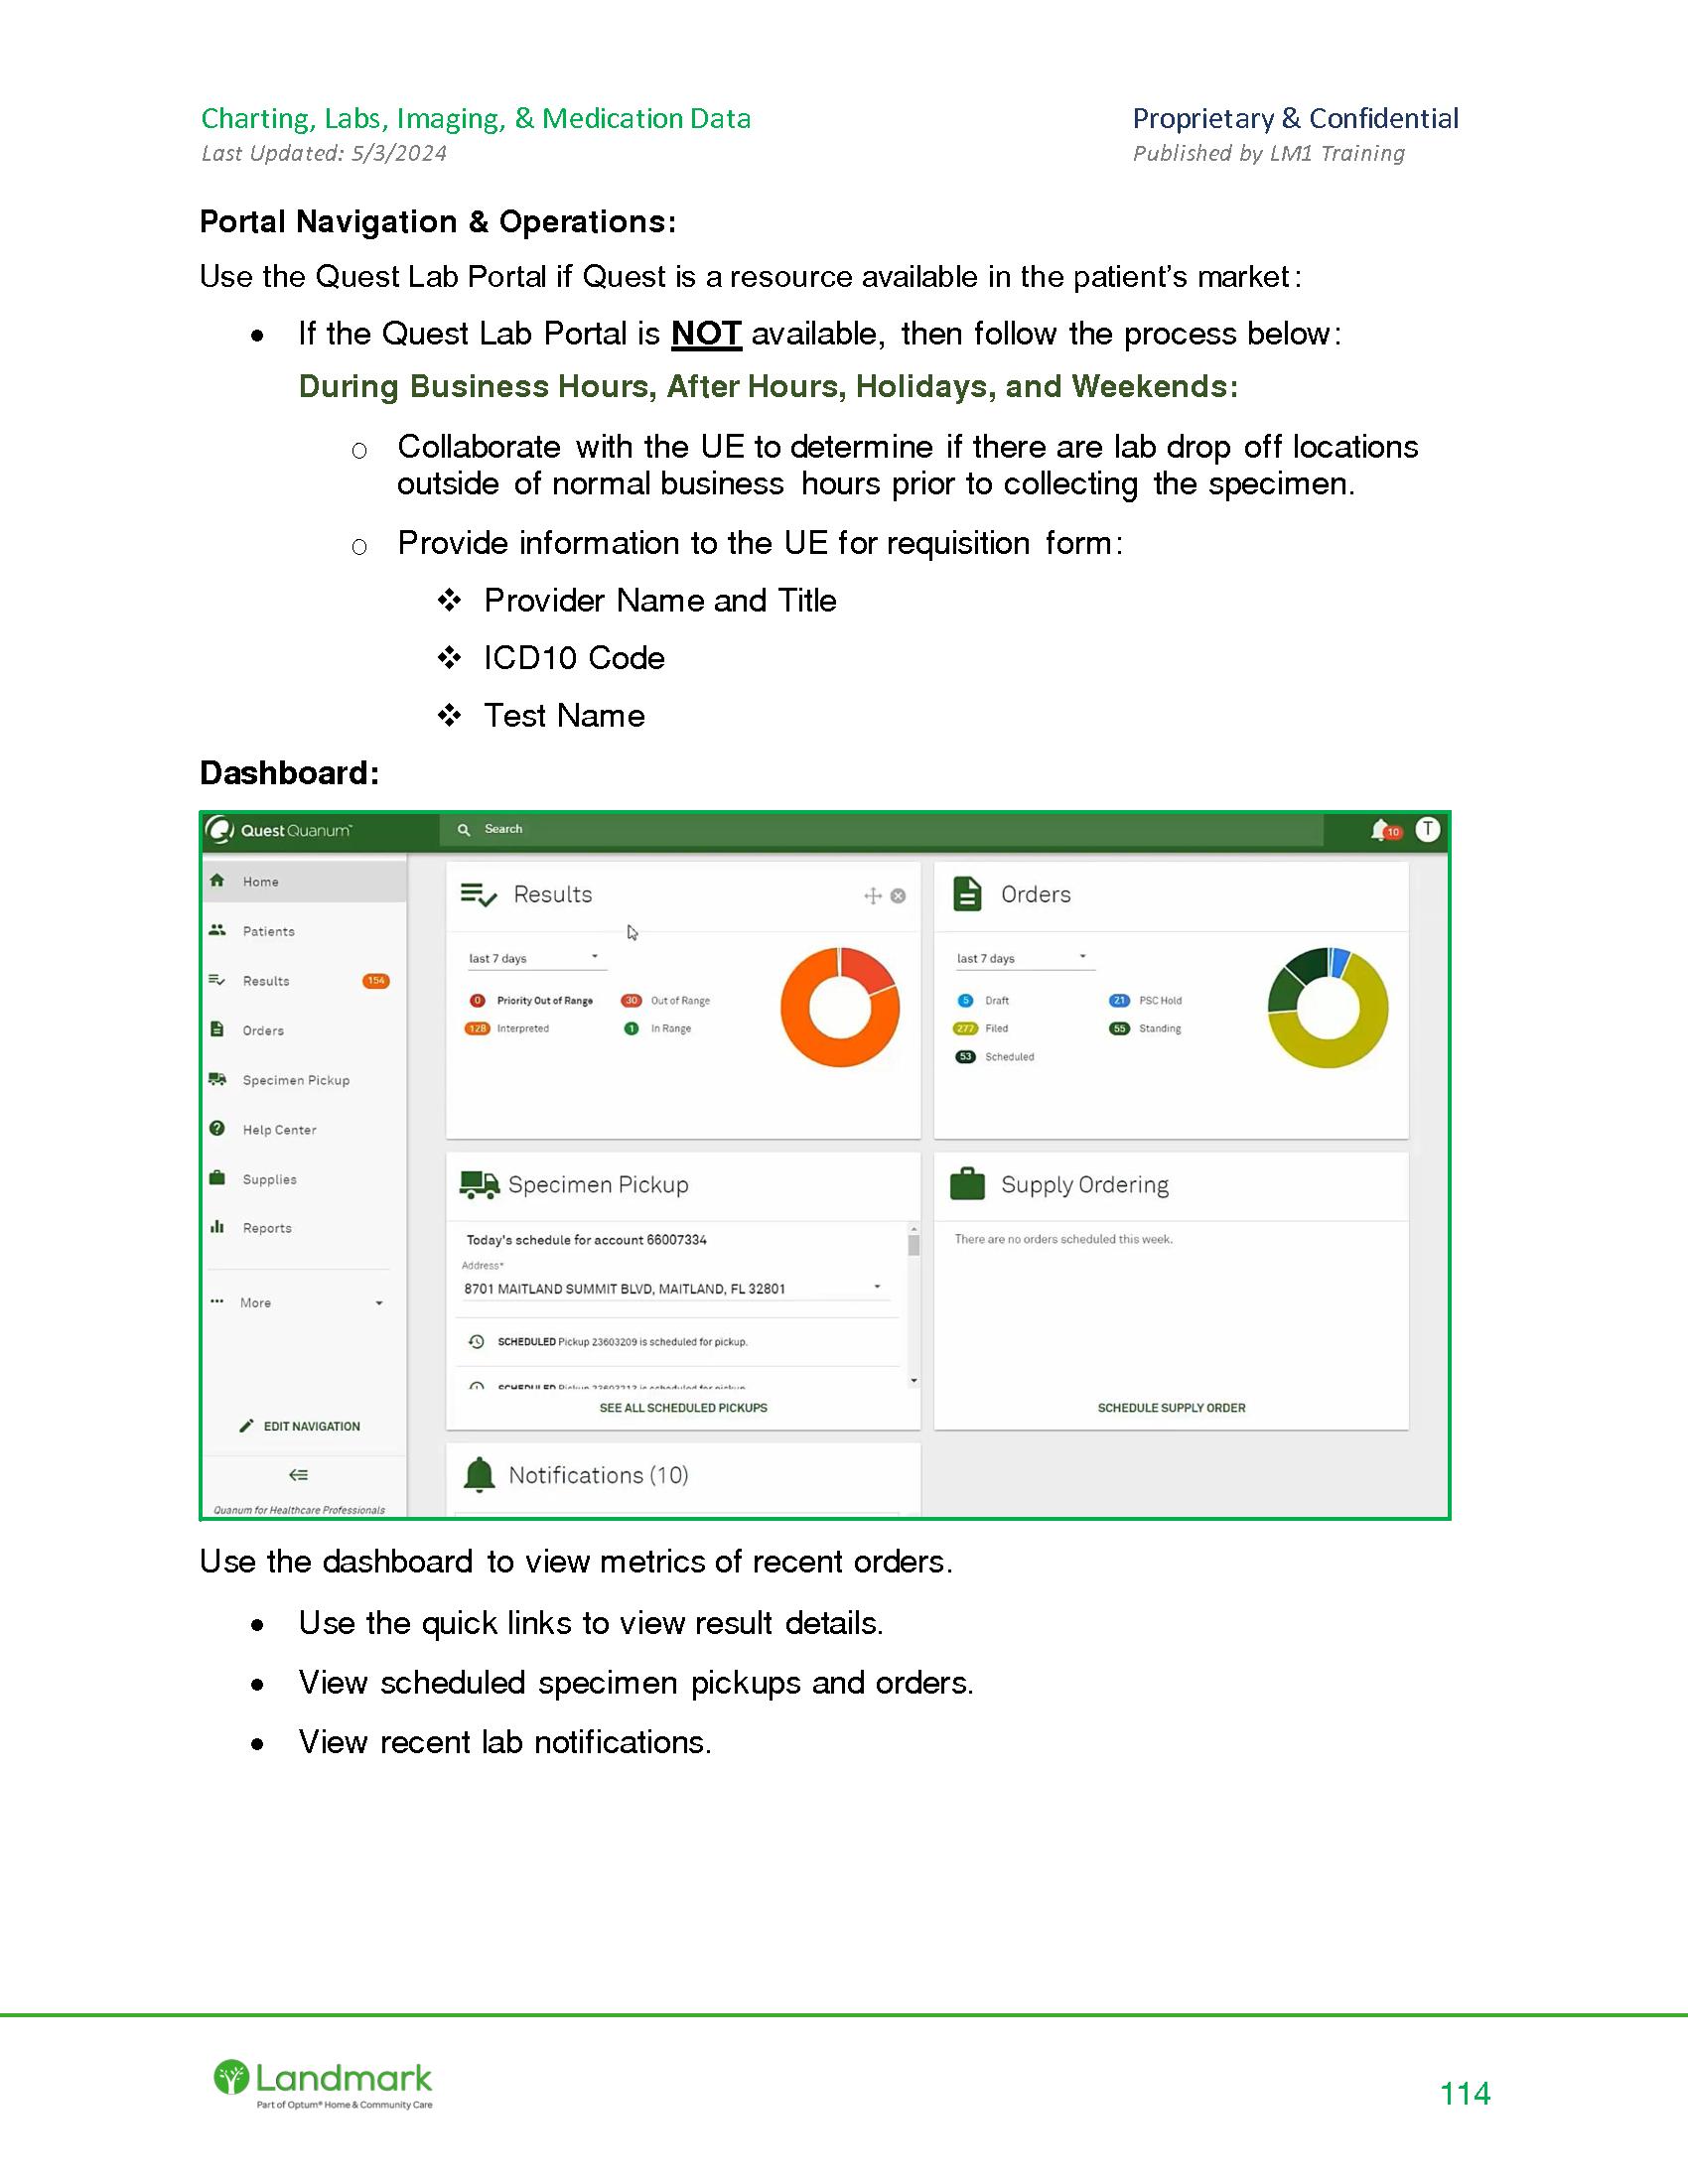 Charting, Labs, Imaging, & Medication Data
Proprietary & Confidential
Last Updated: 5/3/2024
Published by LM1 Training
Portal Navigation & Operations:
Use the Quest Lab Portal if Quest is a resource available in the patient's market:
• If the Quest Lab Portal is NOT available, then follow the process below:
During Business Hours, After Hours, Holidays, and Weekends:
o Collaborate with the UE to determine if there are lab drop off locations
outside of normal business hours prior to collecting the specimen.
o Provide information to the UE for requisition form:
❖ Provider Name and Title
❖ ICD10 Code
❖ Test Name
Dashboard:
Quest Quanum™
Search
10
T
Home
Patients
Results 154
Orders
Specimen Pickup
Help Center
Supplies
Reports
More
EDIT NAVIGATION
Quanum for Healthcare Professionals
Results
last 7 days
0 Priority Out of Range
30 Out of Range
128 Interpreted
1 In Range
Orders
last 7 days
5 Draft
21 PSC Hold
277 Filed
55 Standing
53 Scheduled
Specimen Pickup
Today's schedule for account 66007334
Address*
8701 MAITLAND SUMMIT BLVD, MAITLAND, FL 32801
SCHEDULED Pickup 23603209 is scheduled for pickup.
SCHEDULED Pickup 23603213 is scheduled for pickup.
SEE ALL SCHEDULED PICKUPS
Supply Ordering
There are no orders scheduled this week.
SCHEDULE SUPPLY ORDER
Notifications (10)
Use the dashboard to view metrics of recent orders.
• Use the quick links to view result details.
• View scheduled specimen pickups and orders.
• View recent lab notifications.
Landmark
Part of Optum® Home & Community Care
114